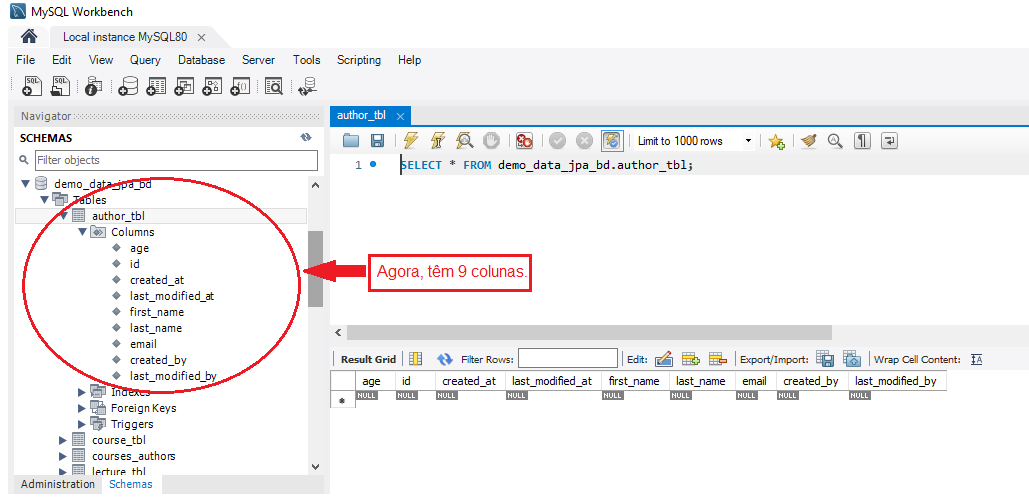 MySQL Workbench
Local instance MySQL80
File Edit View Query Database Server Tools Scripting Help
Navigator
SCHEMAS
Filter objects
demo_data_jpa_bd
Tables
author_tbl
Columns
age
id
created_at
last_modified_at
first_name
last_name
email
created_by
last_modified_by
Indexes
Foreign Keys
Triggers
course_tbl
courses_authors
lecture_tbl
Administration Schemas
author_tbl
Limit to 1000 rows
1 SELECT * FROM demo_data_jpa_bd.author_tbl;
Agora, têm 9 colunas.
Result Grid Filter Rows: Edit: Export/Import: Wrap Cell Content:
age id created_at last_modified_at first_name last_name email created_by last_modified_by
* NULL NULL NULL NULL NULL NULL NULL NULL NULL